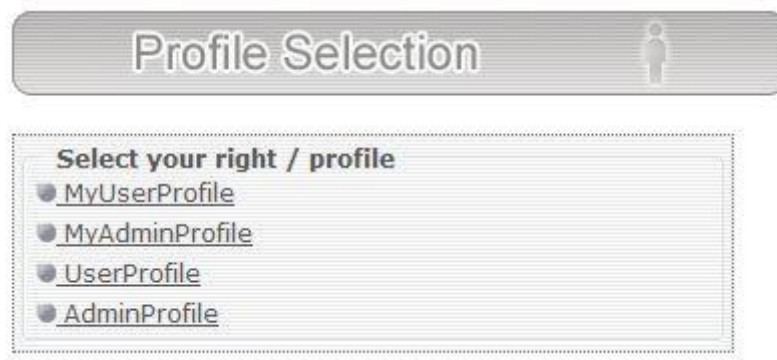 Profile Selection
Select your right / profile
MyUserProfile
MyAdminProfile
UserProfile
AdminProfile